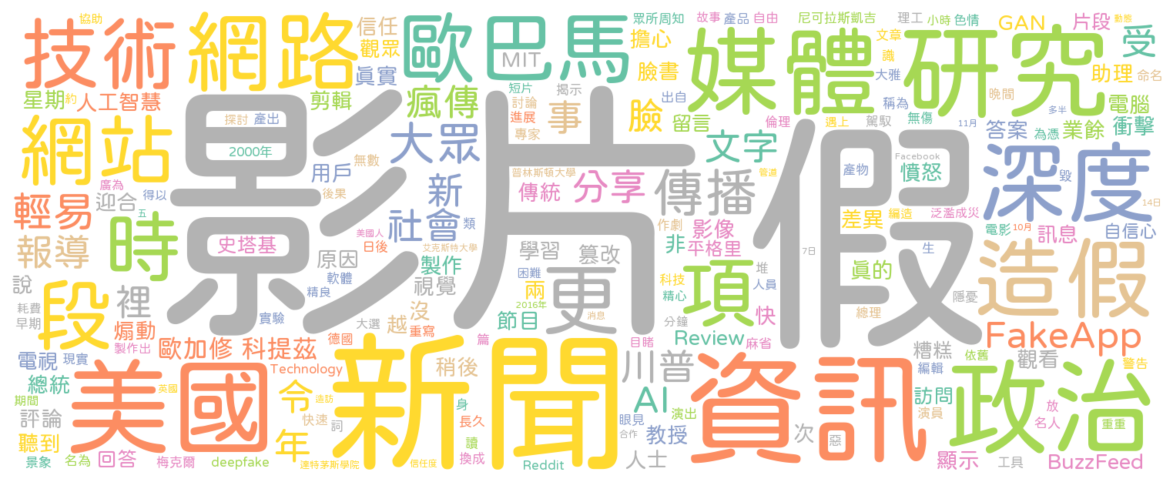 協助
技術
網路
信任
觀眾
歐巴馬
眾所周知
擔心
故事
產品
自由
尼可拉斯凱吉
理工
小時
色情
GAN
片段
動態
受
媒體
研究
文章
識
大雅
助理
命名
MIT
臉書
真實
星期
約
人工智慧
剪輯
瘋傳
短片
揭示
討論
進展
專家
出自
事
臉
留言
倫理
稱為
遇上
駕馭
無傷
晚間
11月
多半
電腦
答案
為憑
業餘
衝擊
網站
探討
產出
2000年
影片
大眾
無數
用戶
後果
新
社會
類
文字
普林斯頓大學
傳統
分享
傳播
假
管道
產物
Facebook
憤怒
深度
毀
14日
輕易
廣為
迎合
得以
五
時
史塔基
美國人
日後
艾克斯特大學
作劇
影像
非
平格里
差異
編造
泛濫成災
電影
10月
訊息
自信心
報導
說
原因
軟體
精良
製作
視覺
學習
篡改
困難
兩
2016年
更
科技
精心
項
堆
人員
7日
真的
生
隱憂
造假
段
裡
耗費
早期
煽動
製作出
實驗
大選
越
沒
重寫
節目
消息
分鐘
快
總理
FakeApp
歐加修
科提茲
德國
篇
目睹
Review
麻省
糟糕
依舊
觀看
電視
現實
總統
美國
英國
Technology
稍後
新聞
川普
資訊
編輯
訪問
演員
政治
警告
期間
評論
令
造訪
快速
年
詞
身
長久
讀
AI
演出
放
名人
重重
聽到
景象
名為
回答
梅克爾
deepfake
達特茅斯學院
信任度
換成
Reddit
眼見
合作
教授
人士
次
惡
顯示
工具
BuzzFeed